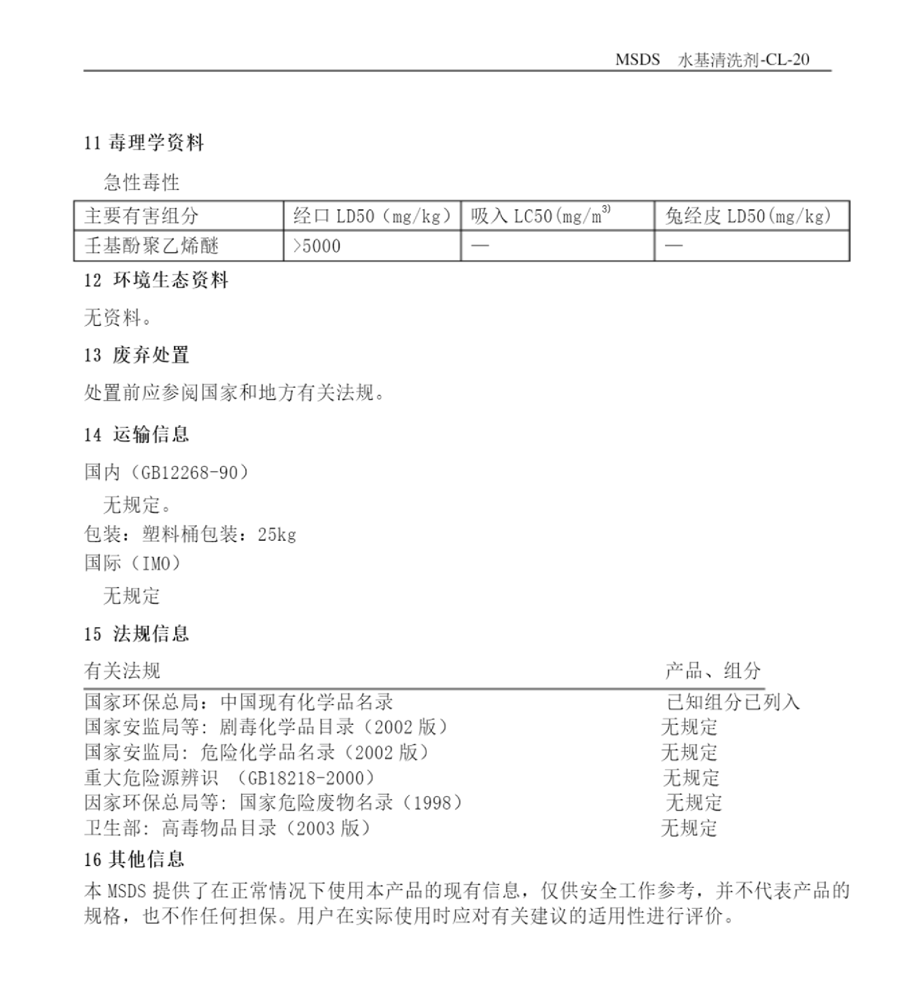 MSDS 水基清洗剂-CL-20
11 毒理学资料
急性毒性
主要有害组分 经口 LD50（mg/kg） 吸入 LC50(mg/m3) 兔经皮 LD50(mg/kg)
壬基酚聚乙烯醚 >5000 — —
12 环境生态资料
无资料。
13 废弃处置
处置前应参阅国家和地方有关法规。
14 运输信息
国内（GB12268-90）
无规定。
包装：塑料桶包装：25kg
国际（IMO）
无规定
15 法规信息
有关法规 产品、组分
国家环保总局：中国现有化学品名录 已知组分已列入
国家安监局等: 剧毒化学品目录（2002 版） 无规定
国家安监局: 危险化学品名录（2002 版） 无规定
重大危险源辨识 （GB18218-2000） 无规定
因家环保总局等: 国家危险废物名录（1998） 无规定
卫生部: 高毒物品目录（2003 版） 无规定
16 其他信息
本 MSDS 提供了在正常情况下使用本产品的现有信息，仅供安全工作参考，并不代表产品的
规格，也不作任何担保。用户在实际使用时应对有关建议的适用性进行评价。